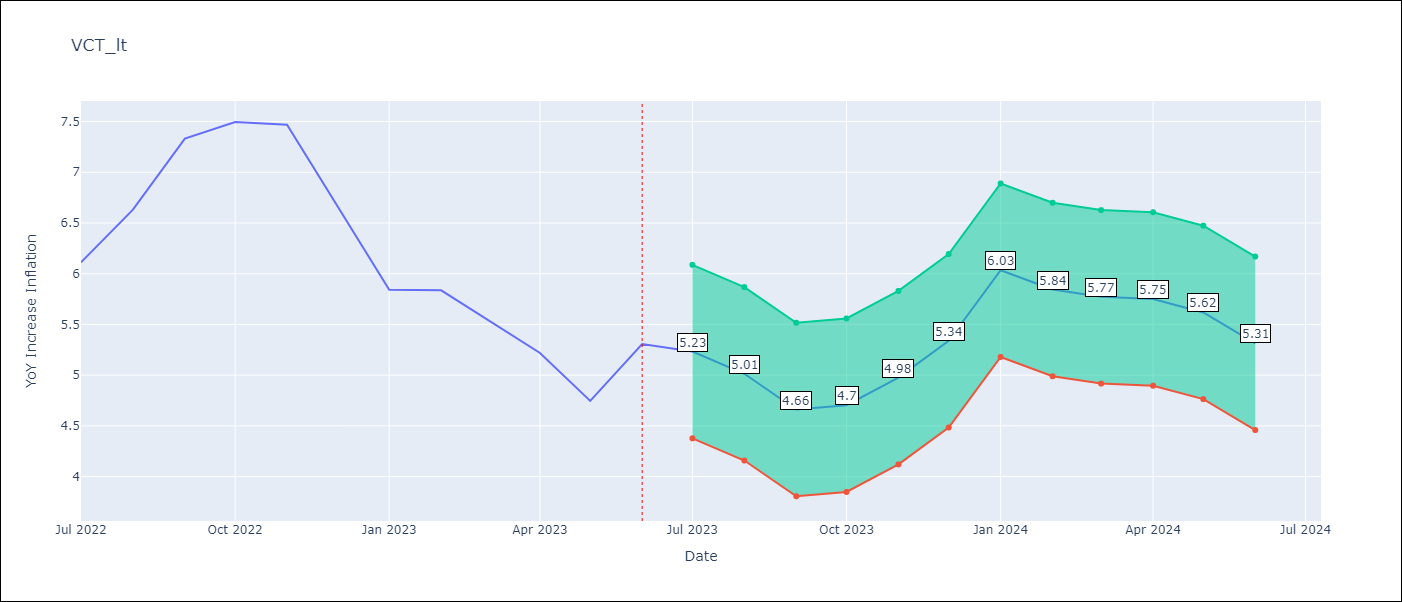 VCT_lt
YoY Increase Inflation
7.5
7
6.5
6
5.5
5
4.5
4
5.23
5.01
4.66
4.7
4.98
5.34
6.03
5.84
5.77
5.75
5.62
5.31
Jul 2022
Oct 2022
Jan 2023
Apr 2023
Jul 2023
Oct 2023
Jan 2024
Apr 2024
Jul 2024
Date